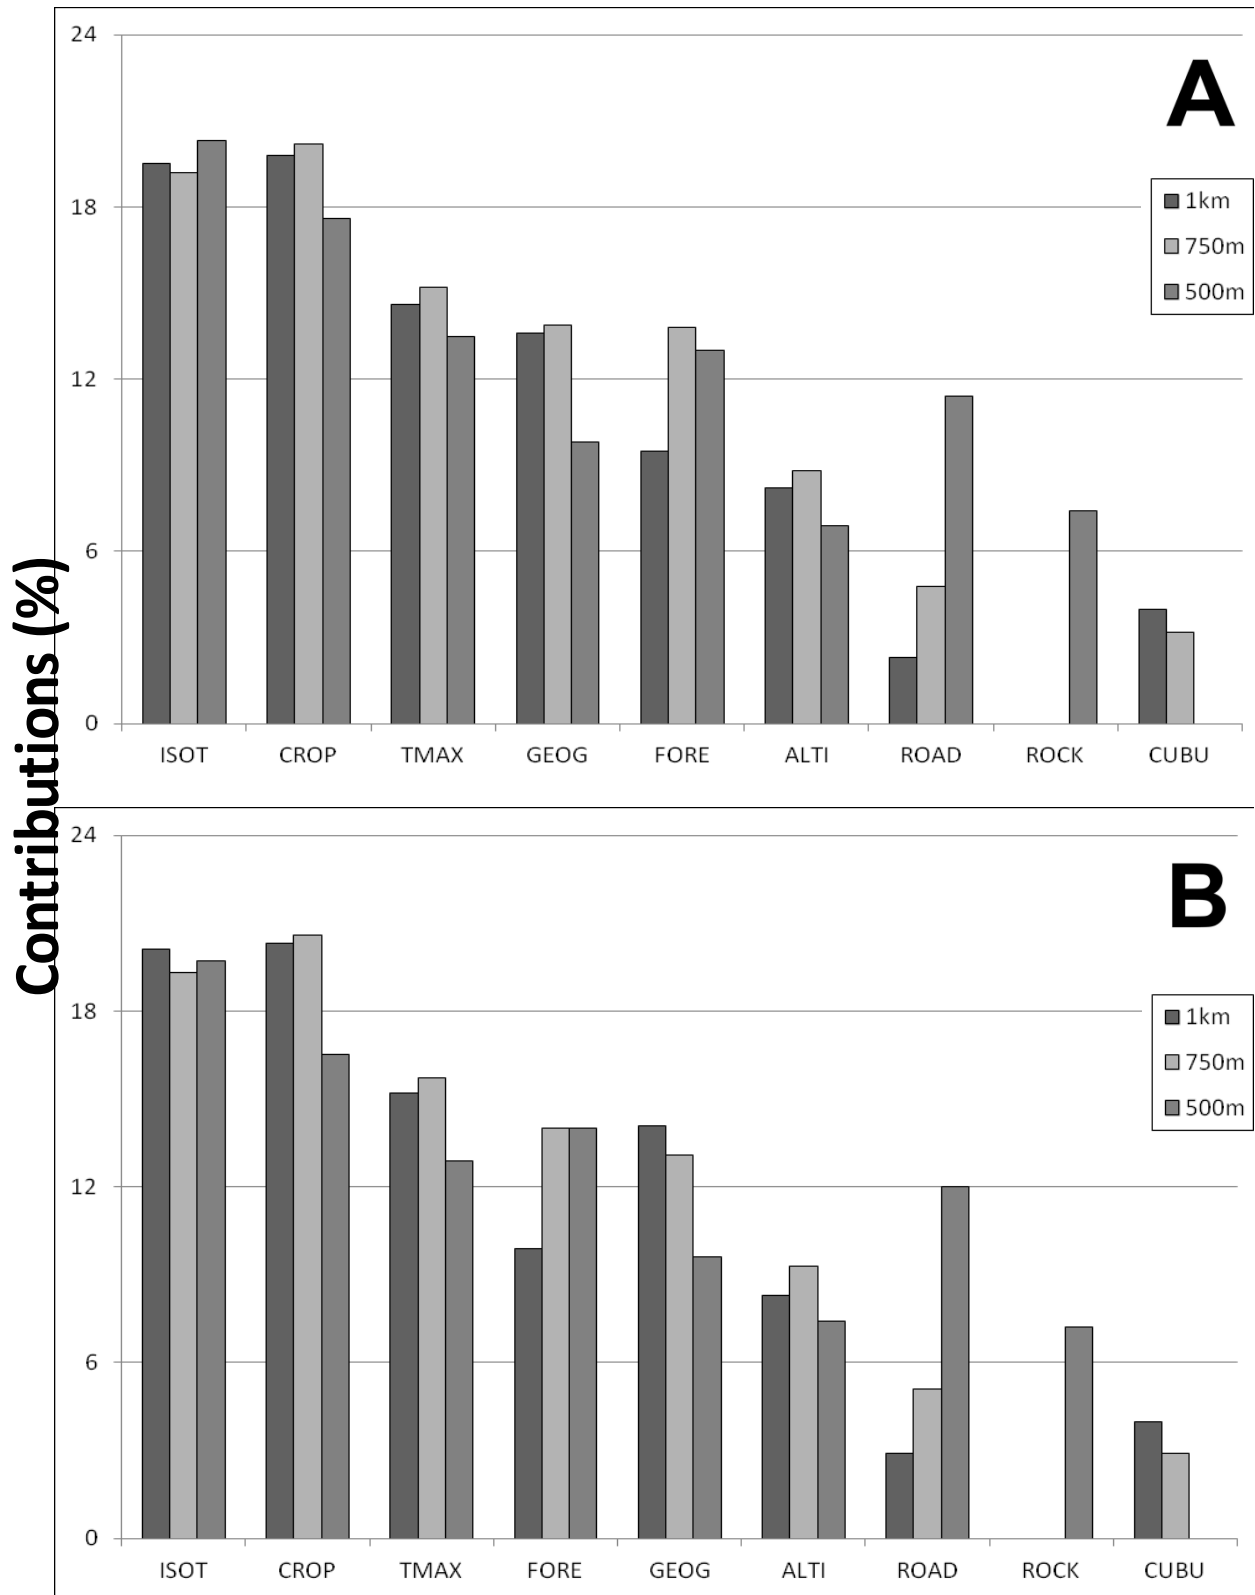 Contributions (%)
A
24
18
12
6
0
1km
750m
500m
ISOT CROP TMAX GEOG FORE ALTI ROAD ROCK CUBU
B
24
18
12
6
0
1km
750m
500m
ISOT CROP TMAX FORE GEOG ALTI ROAD ROCK CUBU